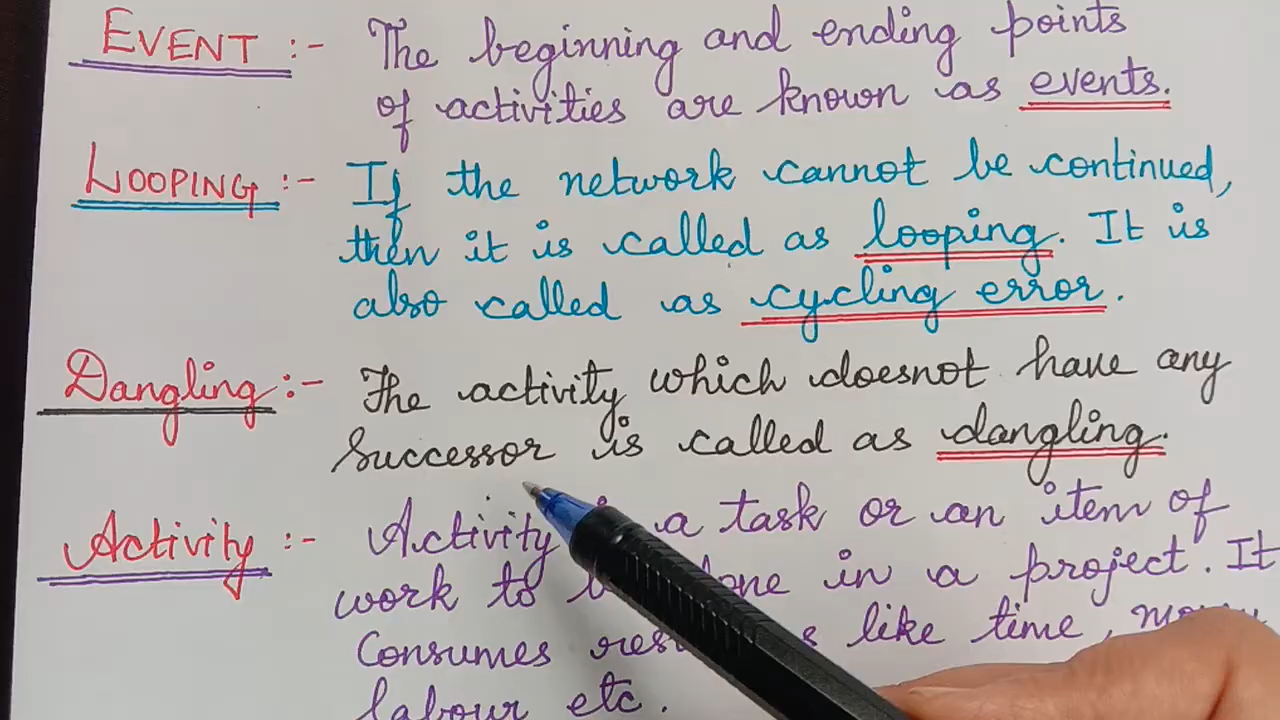 EVENT :- The beginning and ending points
of activities are known as events.
LOOPING :- If the network cannot be continued,
then it is called as looping. It is
also called as cycling error.
Dangling :- The activity which doesnot have any
Successor is called as dangling.
Activity :- Activity a task or an item of
work to in a project. It
Consumes like time,
labour etc.